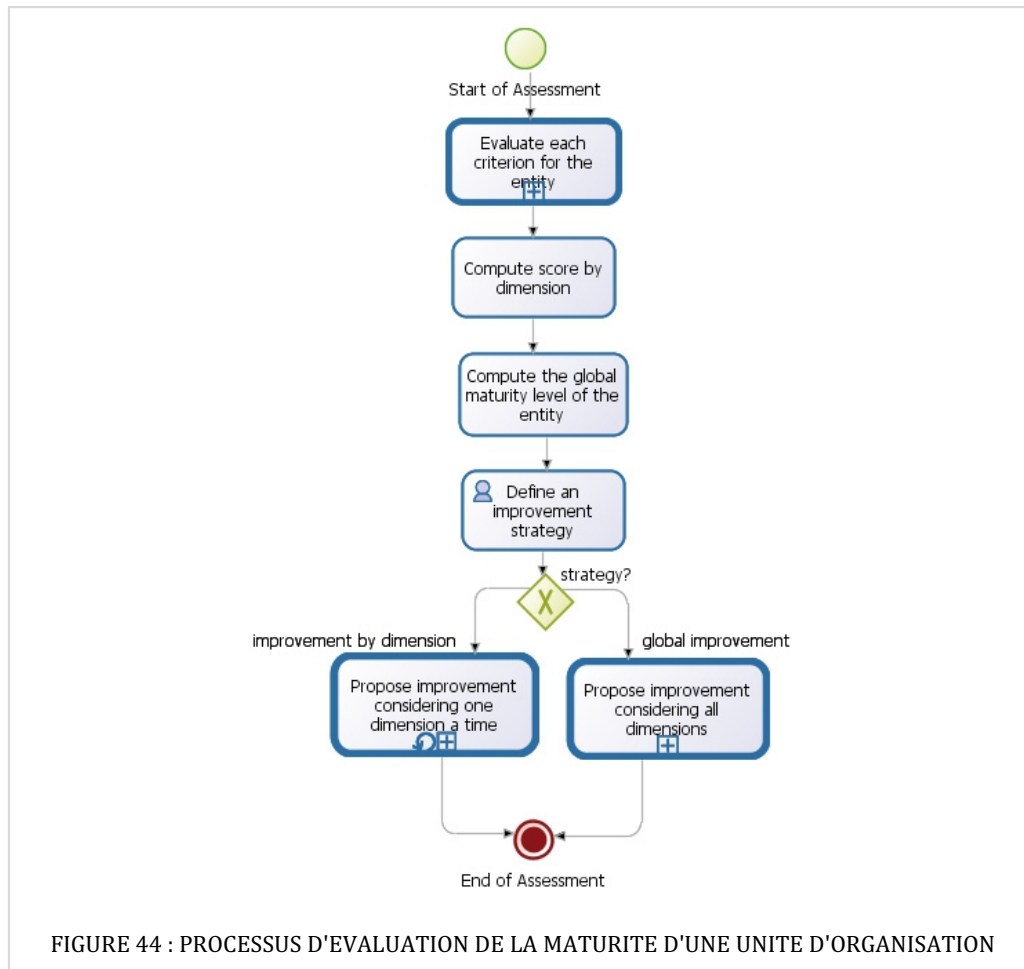 Start of Assessment
Evaluate each
criterion for the
entity
Compute score by
dimension
Compute the global
maturity level of the
entity
Define an
improvement
strategy
strategy?
improvement by dimension
global improvement
Propose improvement
considering one
dimension a time
Propose improvement
considering all
dimensions
End of Assessment
FIGURE 44 : PROCESSUS D'EVALUATION DE LA MATURITE D'UNE UNITE D'ORGANISATION